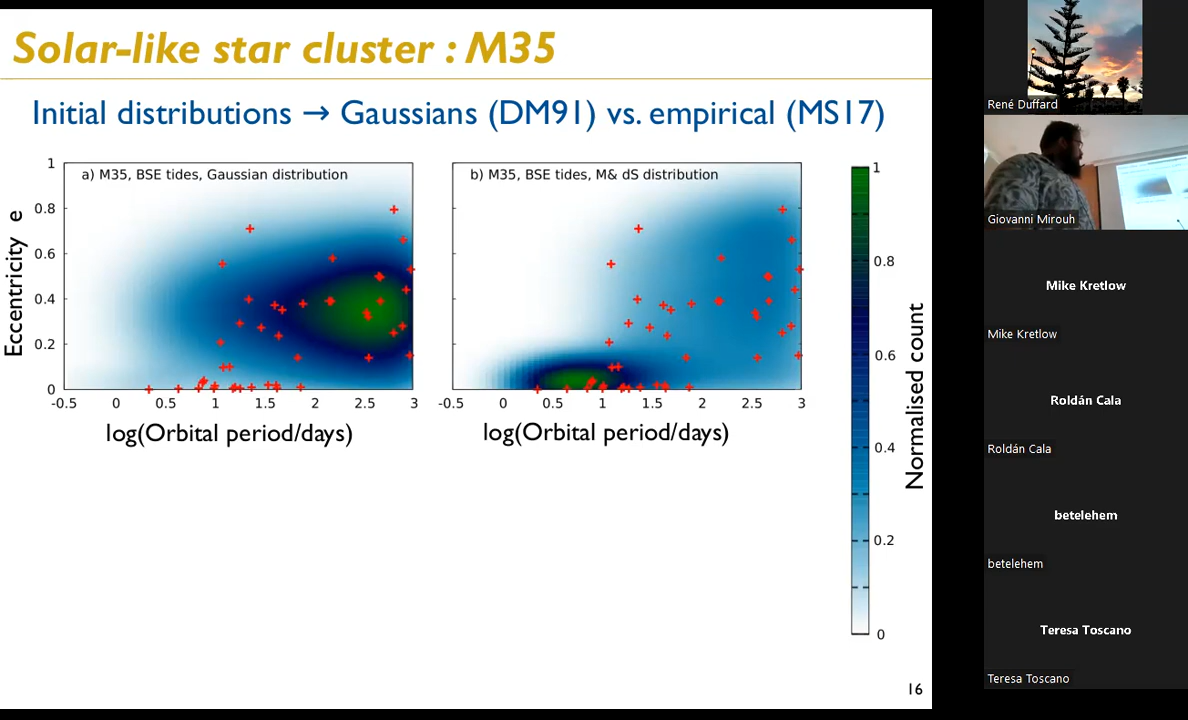 Solar-like star cluster : M35
Initial distributions → Gaussians (DM91) vs. empirical (MS17)
a) M35, BSE tides, Gaussian distribution
b) M35, BSE tides, M& dS distribution
Eccentricity e
1
0.8
0.6
0.4
0.2
0
-0.5 0 0.5 1 1.5 2 2.5 3
-0.5 0 0.5 1 1.5 2 2.5 3
log(Orbital period/days)
log(Orbital period/days)
1
0.8
0.6
0.4
0.2
0
Normalised count
16
René Duffard
Giovanni Mirouh
Mike Kretlow
Mike Kretlow
Roldán Cala
Roldán Cala
betelehem
betelehem
Teresa Toscano
Teresa Toscano